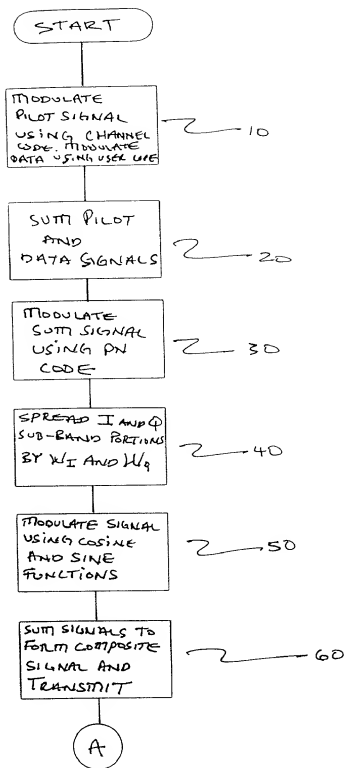 START
MODULATE
PILOT SIGNAL
USING CHANNEL
CODE. MODULATE
DATA USING USER CODE
10
SUM PILOT
AND
DATA SIGNALS
20
MODULATE
SUM SIGNAL
USING PN
CODE
30
SPREAD I AND Q
SUB-BAND PORTIONS
BY WI AND WQ
40
MODULATE SIGNAL
USING COSINE
AND SINE
FUNCTIONS
50
SUM SIGNALS TO
FORM COMPOSITE
SIGNAL AND
TRANSMIT
60
A